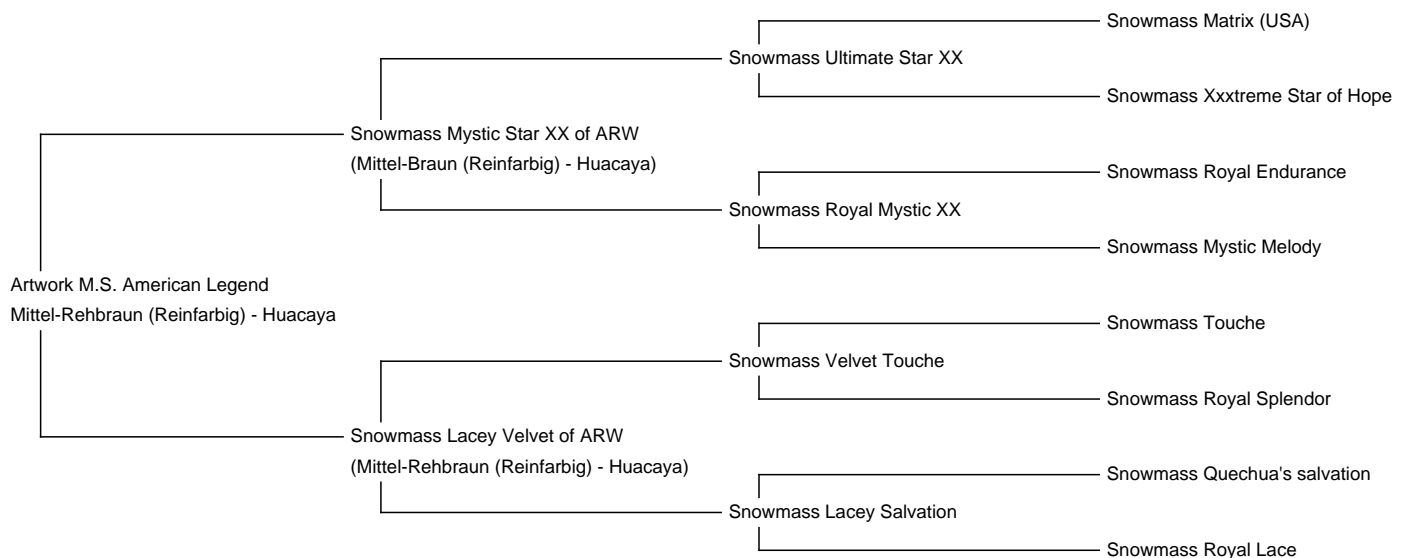 Snowmass Matrix (USA)
Snowmass Ultimate Star XX
Snowmass Xxxtreme Star of Hope
Snowmass Mystic Star XX of ARW
(Mittel-Braun (Reinfarbig) - Huacaya)
Snowmass Royal Endurance
Snowmass Royal Mystic XX
Snowmass Mystic Melody
Artwork M.S. American Legend
Mittel-Rehbraun (Reinfarbig) - Huacaya
Snowmass Touche
Snowmass Velvet Touche
Snowmass Royal Splendor
Snowmass Lacey Velvet of ARW
(Mittel-Rehbraun (Reinfarbig) - Huacaya)
Snowmass Quechua's salvation
Snowmass Lacey Salvation
Snowmass Royal Lace